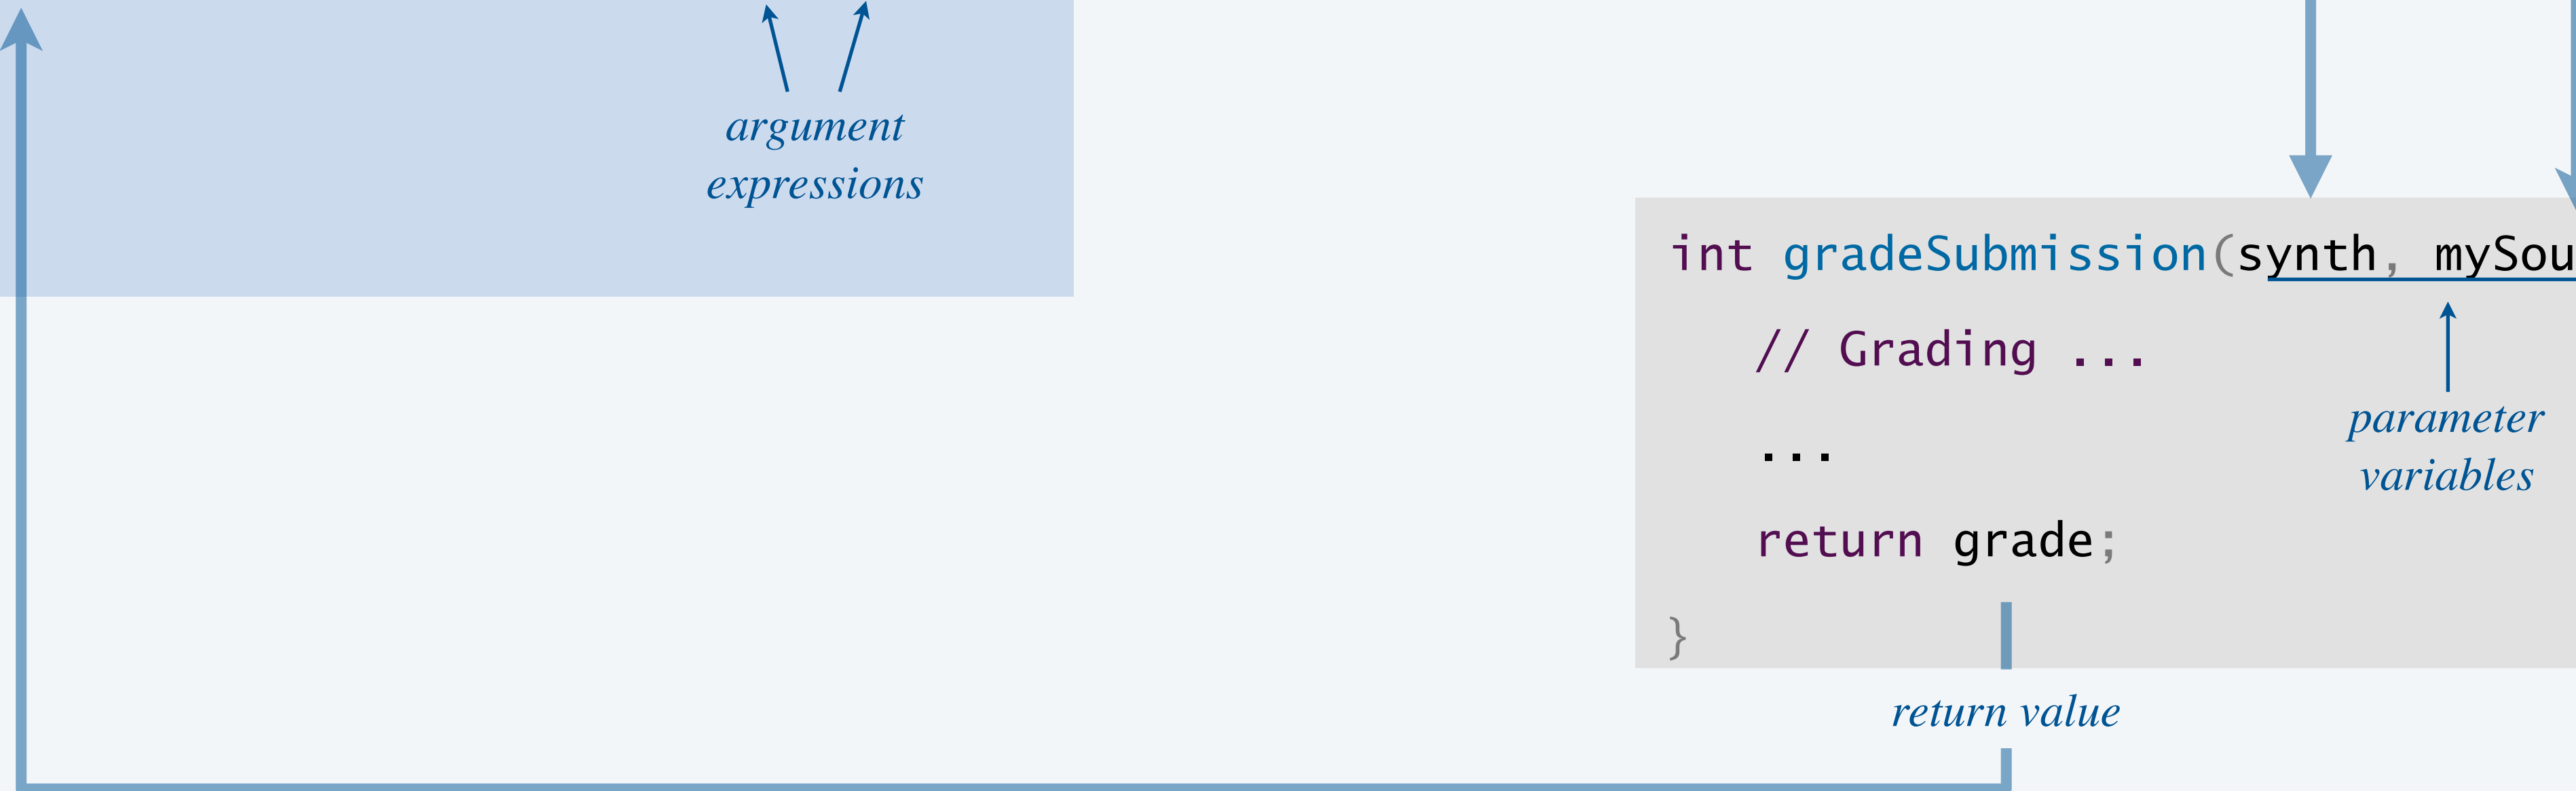 argument
expressions
int gradeSubmission(synth, mySou
// Grading ...
parameter
variables
...
return grade;
}
return value